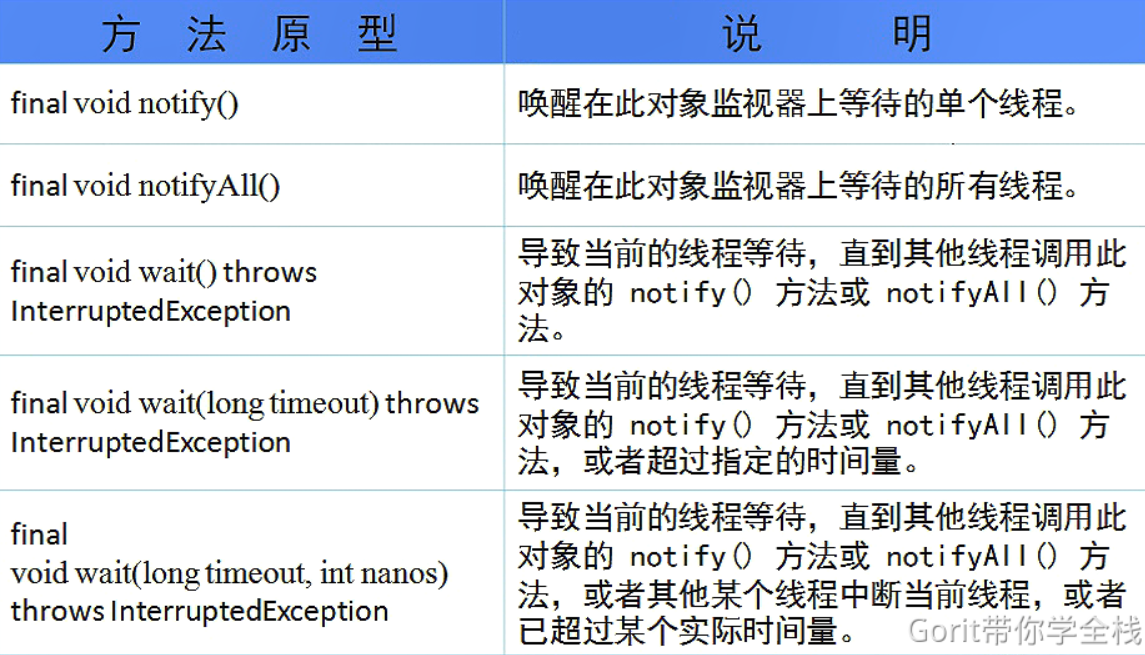 方 法 原 型
说 明
final void notify()
唤醒在此对象监视器上等待的单个线程。
final void notifyAll()
唤醒在此对象监视器上等待的所有线程。
final void wait() throws
InterruptedException
导致当前的线程等待，直到其他线程调用此
对象的 notify() 方法或 notifyAll() 方
法。
final void wait(long timeout) throws
InterruptedException
导致当前的线程等待，直到其他线程调用此
对象的 notify() 方法或 notifyAll() 方
法，或者超过指定的时间量。
final
void wait(long timeout, int nanos)
throws InterruptedException
导致当前的线程等待，直到其他线程调用此
对象的 notify() 方法或 notifyAll() 方
法，或者其他某个线程中断当前线程，或者
已超过某个实际时间量。
Gorit带你学全栈